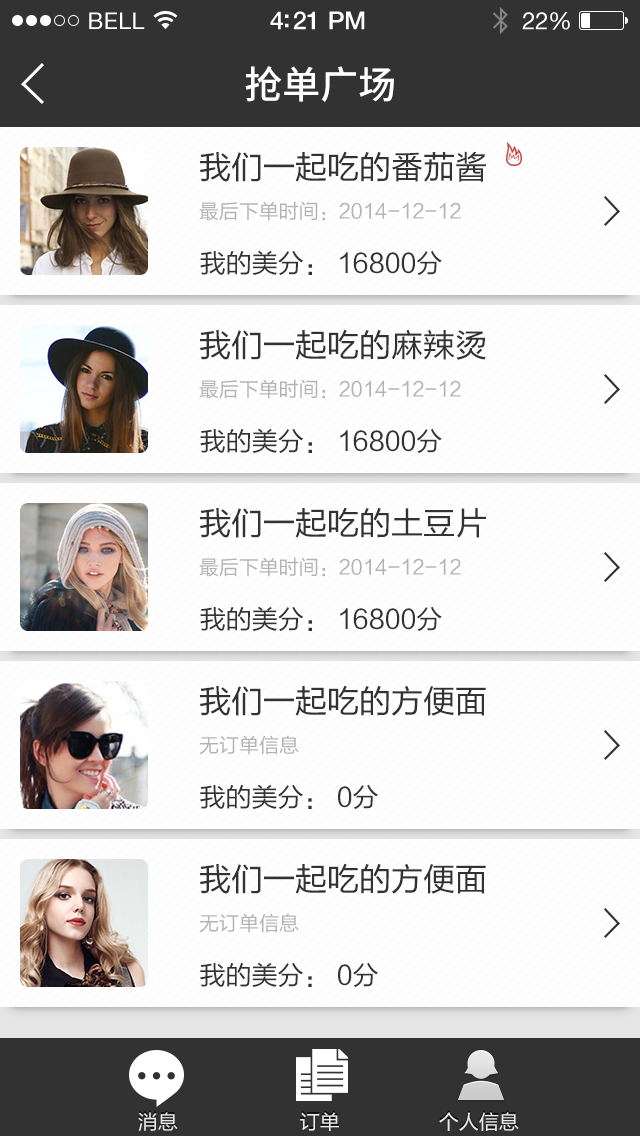 BELL 4:21 PM 22%
抢单广场
我们一起吃的番茄酱
最后下单时间：2014-12-12
我的美分： 16800分
我们一起吃的麻辣烫
最后下单时间：2014-12-12
我的美分： 16800分
我们一起吃的土豆片
最后下单时间：2014-12-12
我的美分： 16800分
我们一起吃的方便面
无订单信息
我的美分： 0分
我们一起吃的方便面
无订单信息
我的美分： 0分
消息 订单 个人信息